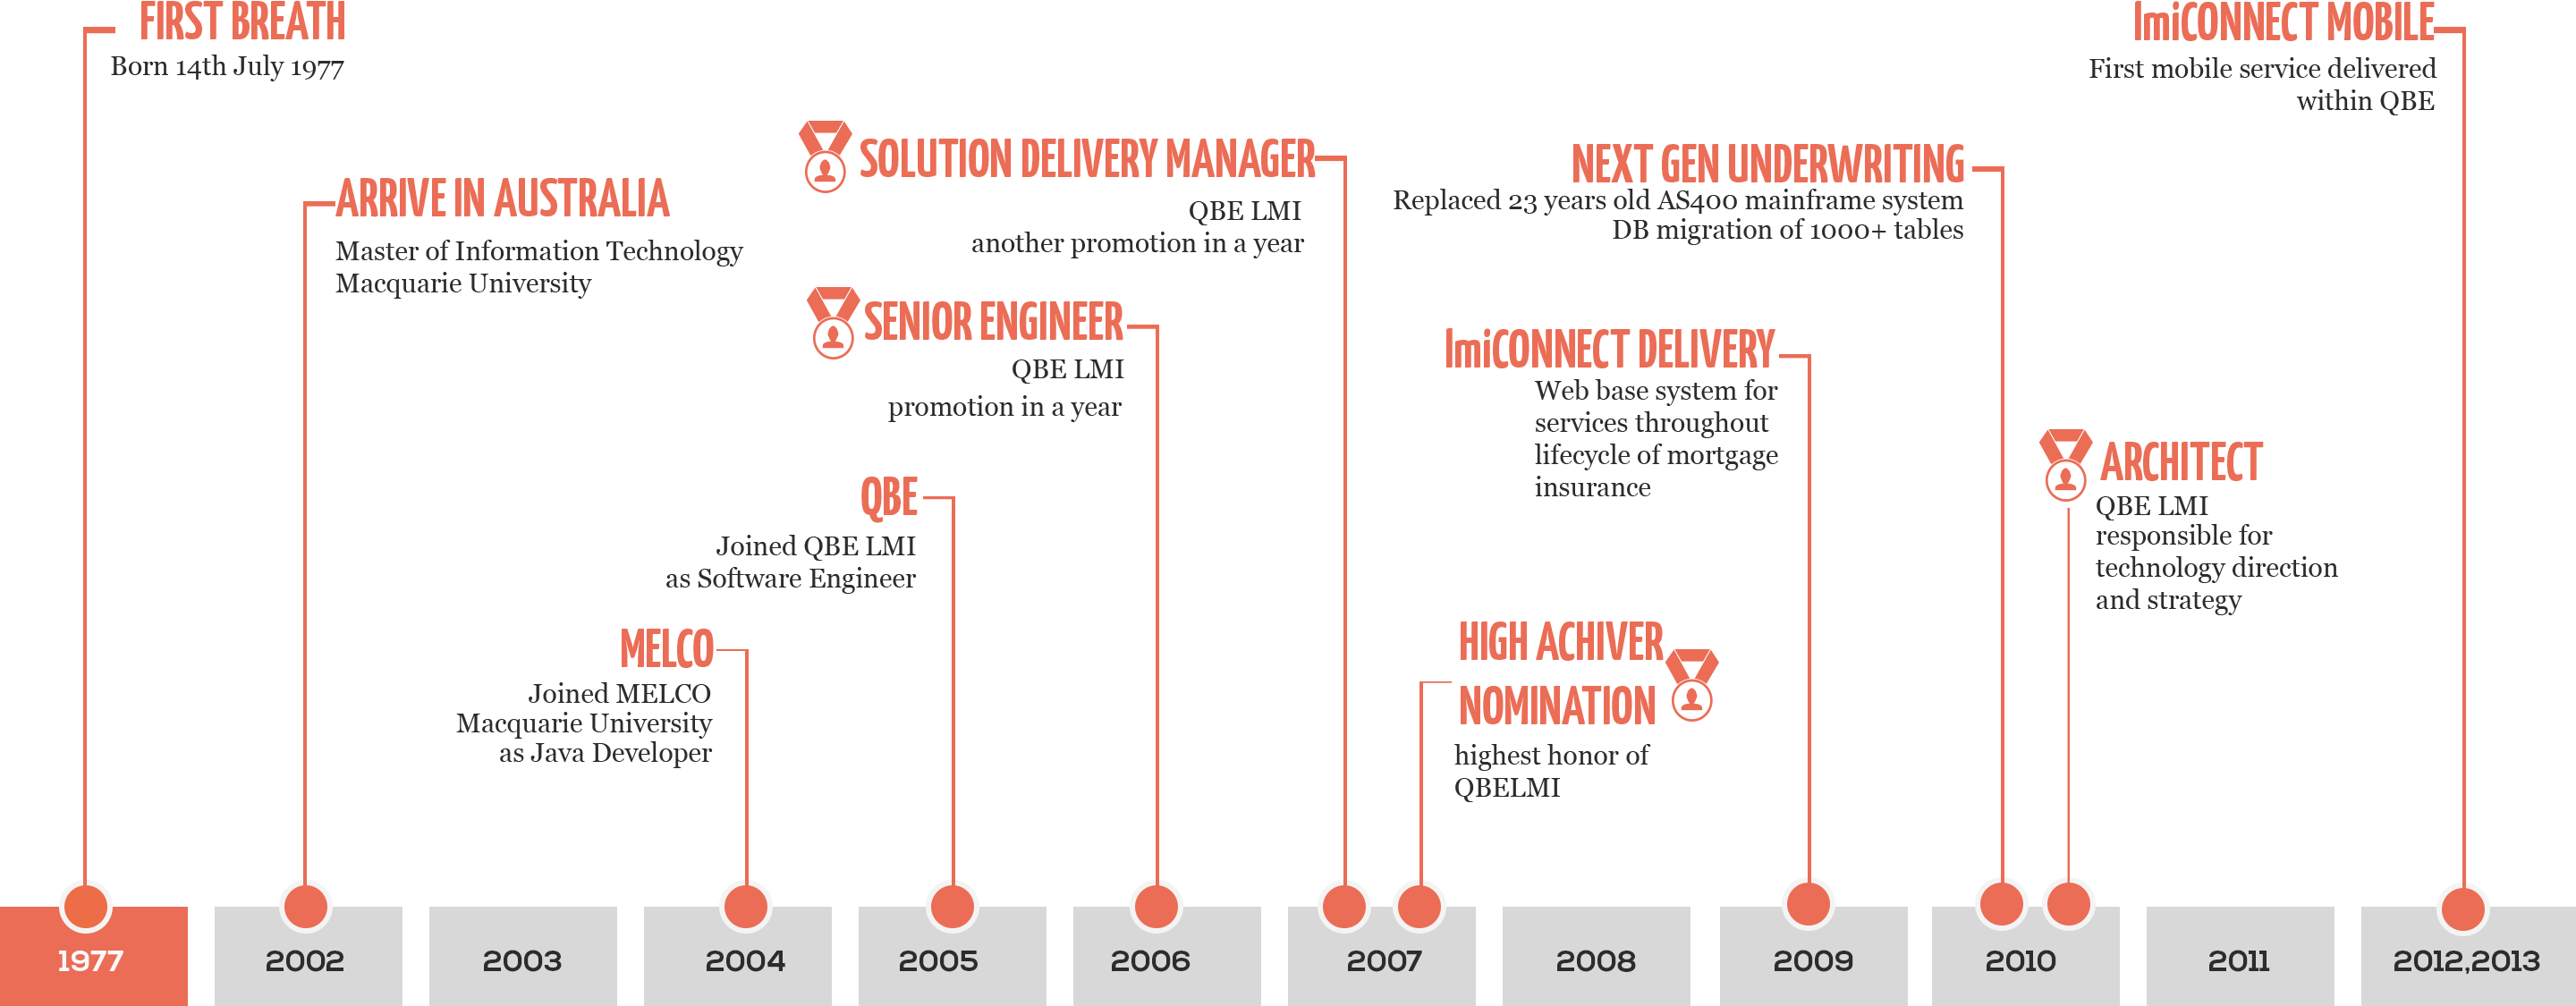 FIRST BREATH
Born 14th July 1977
ARRIVE IN AUSTRALIA
Master of Information Technology
Macquarie University
MELCO
Joined MELCO
Macquarie University
as Java Developer
QBE
Joined QBE LMI
as Software Engineer
SENIOR ENGINEER
QBE LMI
promotion in a year
SOLUTION DELIVERY MANAGER
QBE LMI
another promotion in a year
HIGH ACHIVER
NOMINATION
highest honor of
QBELMI
lmiCONNECT DELIVERY
Web base system for
services throughout
lifecycle of mortgage
insurance
NEXT GEN UNDERWRITING
Replaced 23 years old AS400 mainframe system
DB migration of 1000+ tables
ARCHITECT
QBE LMI
responsible for
technology direction
and strategy
lmiCONNECT MOBILE
First mobile service delivered
within QBE
1977
2002
2003
2004
2005
2006
2007
2008
2009
2010
2011
2012,2013